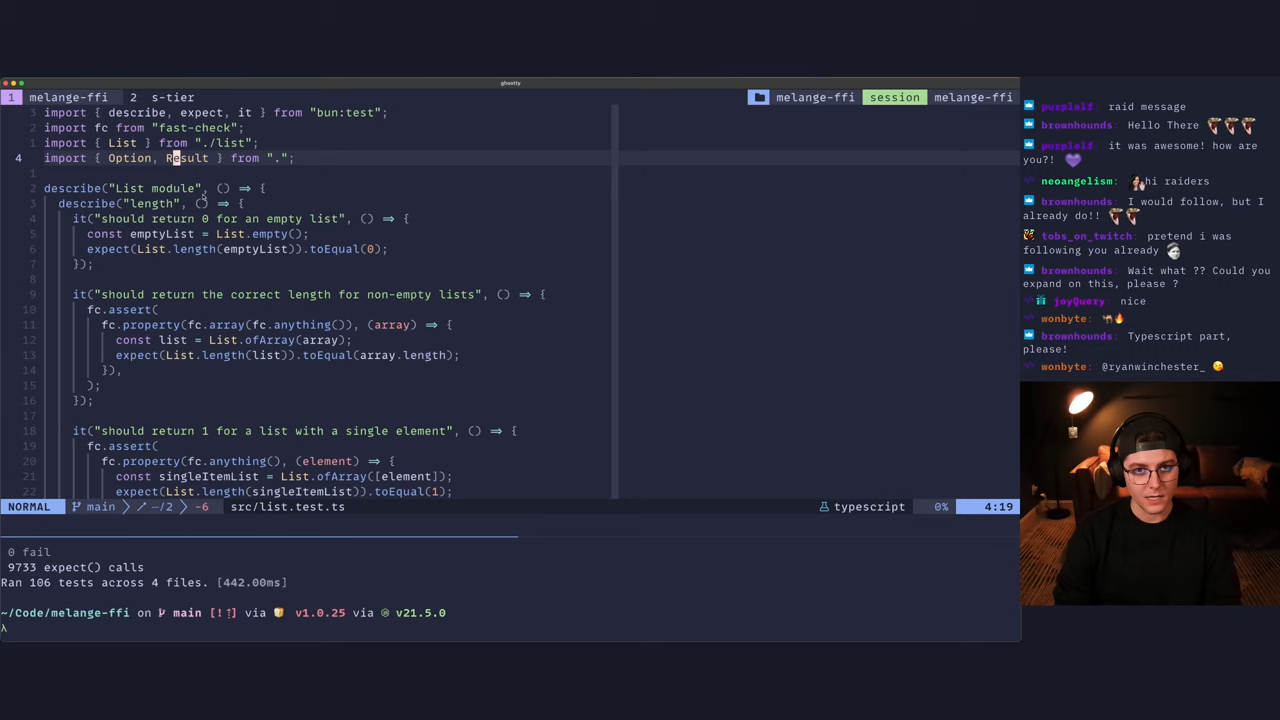 ghostty
1 melange-ffi 2 s-tier melange-ffi session melange-ffi
3 import { describe, expect, it } from "bun:test";
2 import fc from "fast-check";
1 import { List } from "./list";
4 import { Option, Result } from ".";
1
2 describe("List module", () ⇒ {
3 describe("length", () ⇒ {
4 it("should return 0 for an empty list", () ⇒ {
5 const emptyList = List.empty();
6 expect(List.length(emptyList)).toEqual(0);
7 });
8
9 it("should return the correct length for non-empty lists", () ⇒ {
10 fc.assert(
11 fc.property(fc.array(fc.anything()), (array) ⇒ {
12 const list = List.ofArray(array);
13 expect(List.length(list)).toEqual(array.length);
14 }),
15 );
16 });
17
18 it("should return 1 for a list with a single element", () ⇒ {
19 fc.assert(
20 fc.property(fc.anything(), (element) ⇒ {
21 const singleItemList = List.ofArray([element]);
22 expect(List.length(singleItemList)).toEqual(1);
NORMAL main −/2 -6 src/list.test.ts typescript 0% 4:19
0 fail
9733 expect() calls
Ran 106 tests across 4 files. [442.00ms]
~/Code/melange-ffi on main [!⇡] via v1.0.25 via v21.5.0
λ
purplelf: raid message
brownhounds: Hello There
purplelf: it was awesome! how are
you?!
neoangelism: hi raiders
brownhounds: I would follow, but I
already do!!
tobs_on_twitch: pretend i was
following you already
brownhounds: Wait what ?? Could you
expand on this, please ?
joyQuery: nice
wonbyte:
brownhounds: Typescript part,
please!
wonbyte: @ryanwinchester_